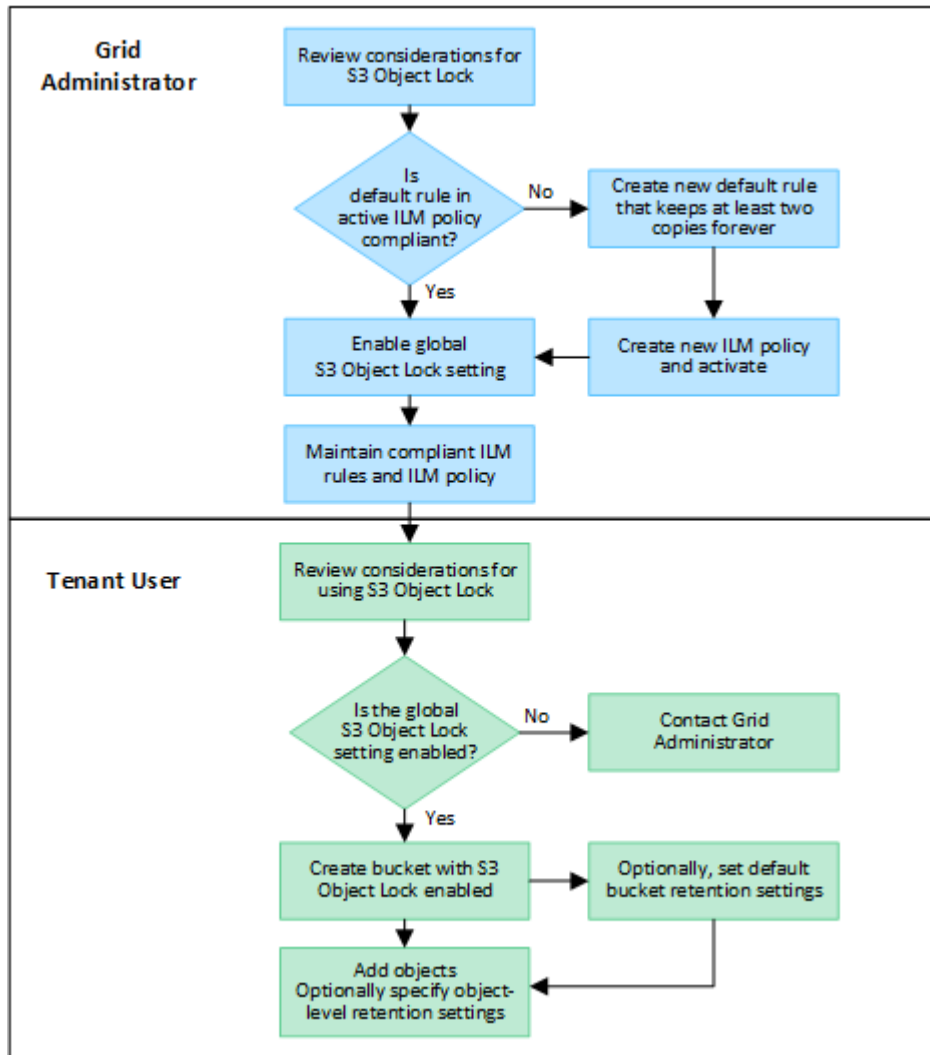 Grid
Administrator
Review considerations for
S3 Object Lock
Is
default rule in
active ILM policy
compliant?
No
Create new default rule
that keeps at least two
copies forever
Yes
Enable global
S3 Object Lock setting
Create new ILM policy
and activate
Maintain compliant ILM
rules and ILM policy
Tenant User
Review considerations for
using S3 Object Lock
Is the global
S3 Object Lock
setting enabled?
No
Contact Grid
Administrator
Yes
Create bucket with S3
Object Lock enabled
Optionally, set default
bucket retention settings
Add objects
Optionally specify object-
level retention settings